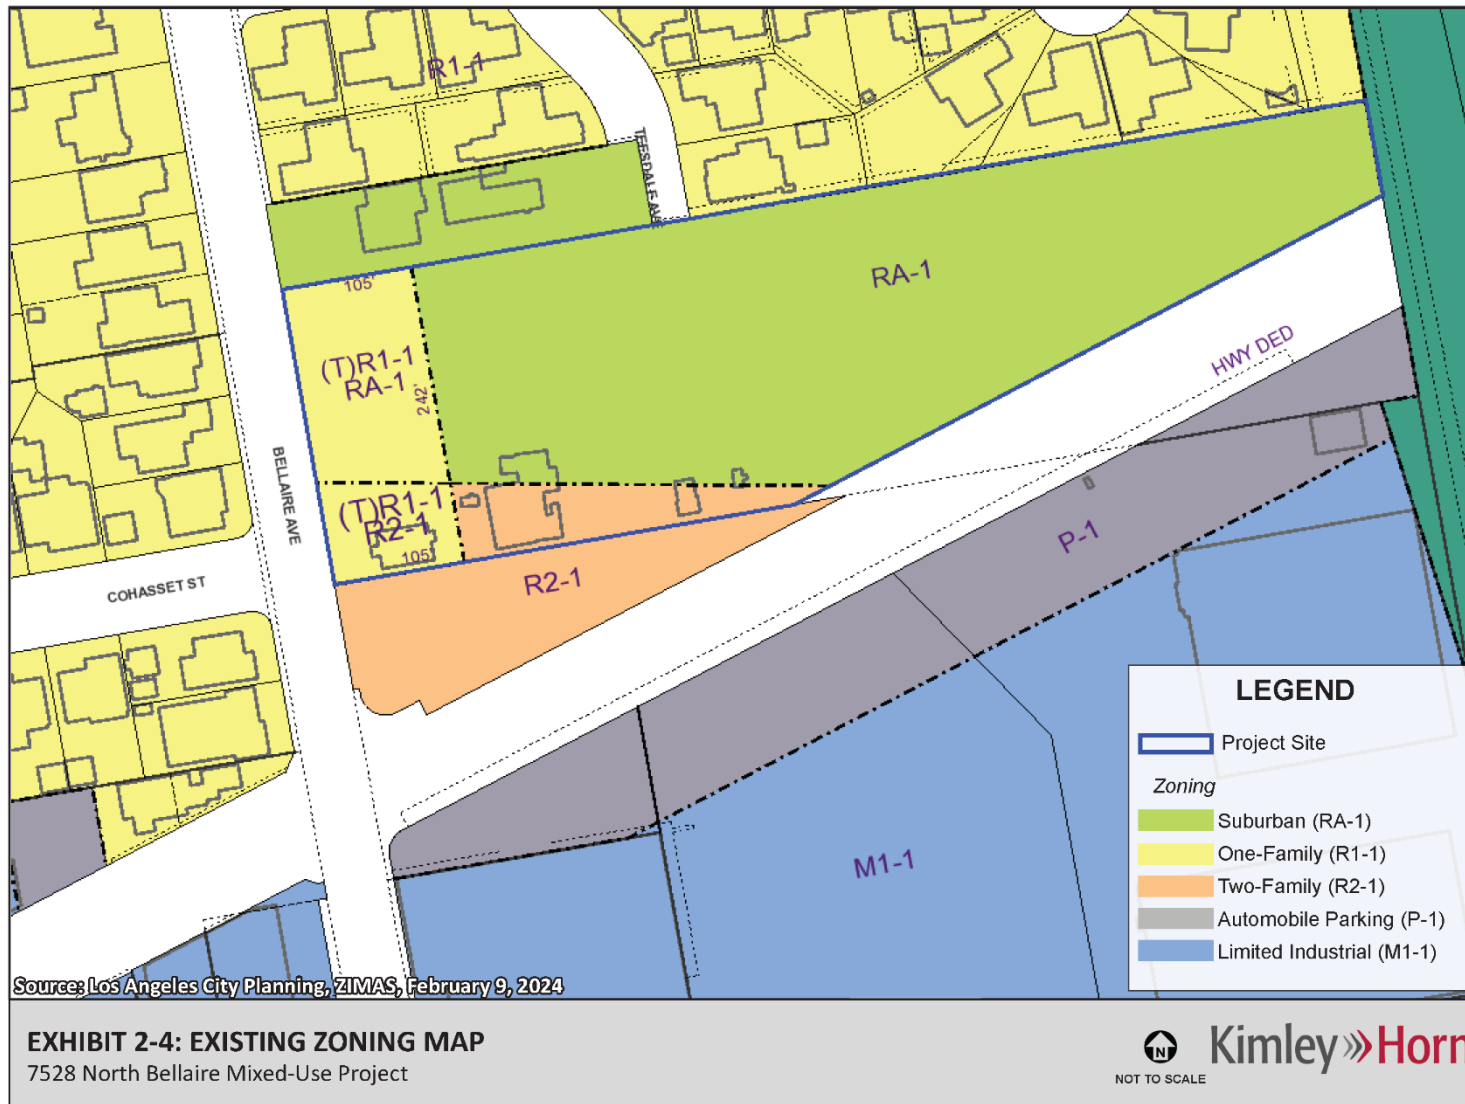 R1-1
TEESDALE AVE
RA-1
105'
HWY DED
(T)R1-1
RA-1
242'
BELLAIRE AVE
(T)R1-1
R2-1
105'
P-1
R2-1
COHASSET ST
M1-1
LEGEND
Project Site
Zoning
Suburban (RA-1)
One-Family (R1-1)
Two-Family (R2-1)
Automobile Parking (P-1)
Limited Industrial (M1-1)
Source: Los Angeles City Planning, ZIMAS, February 9, 2024
EXHIBIT 2-4: EXISTING ZONING MAP
7528 North Bellaire Mixed-Use Project
N
NOT TO SCALE
Kimley»Horn